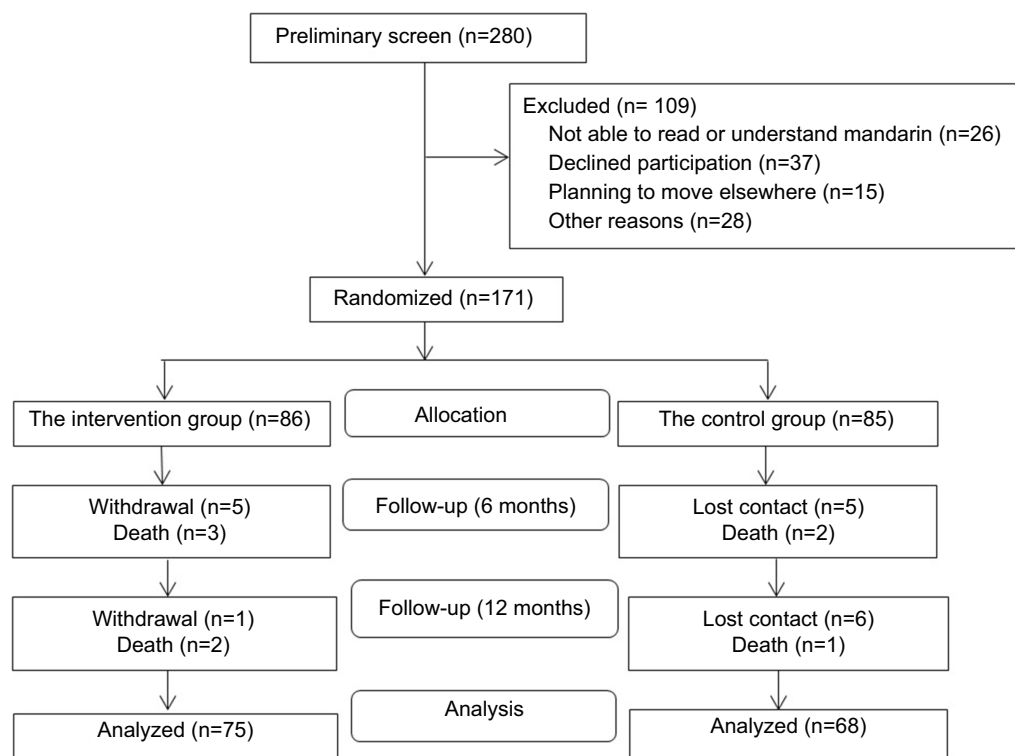 Preliminary screen (n=280)
Excluded (n= 109)
Not able to read or understand mandarin (n=26)
Declined participation (n=37)
Planning to move elsewhere (n=15)
Other reasons (n=28)
Randomized (n=171)
The intervention group (n=86)
Allocation
The control group (n=85)
Withdrawal (n=5)
Death (n=3)
Follow-up (6 months)
Lost contact (n=5)
Death (n=2)
Withdrawal (n=1)
Death (n=2)
Follow-up (12 months)
Lost contact (n=6)
Death (n=1)
Analyzed (n=75)
Analysis
Analyzed (n=68)